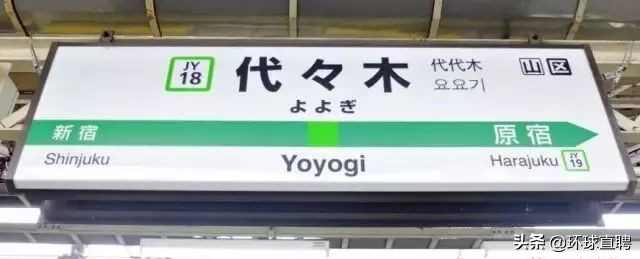 JY
18
代々木
代代木
요요기
山 区
よよぎ
新宿
原宿
Shinjuku
Yoyogi
Harajuku
JY
19
头条 @环球直聘